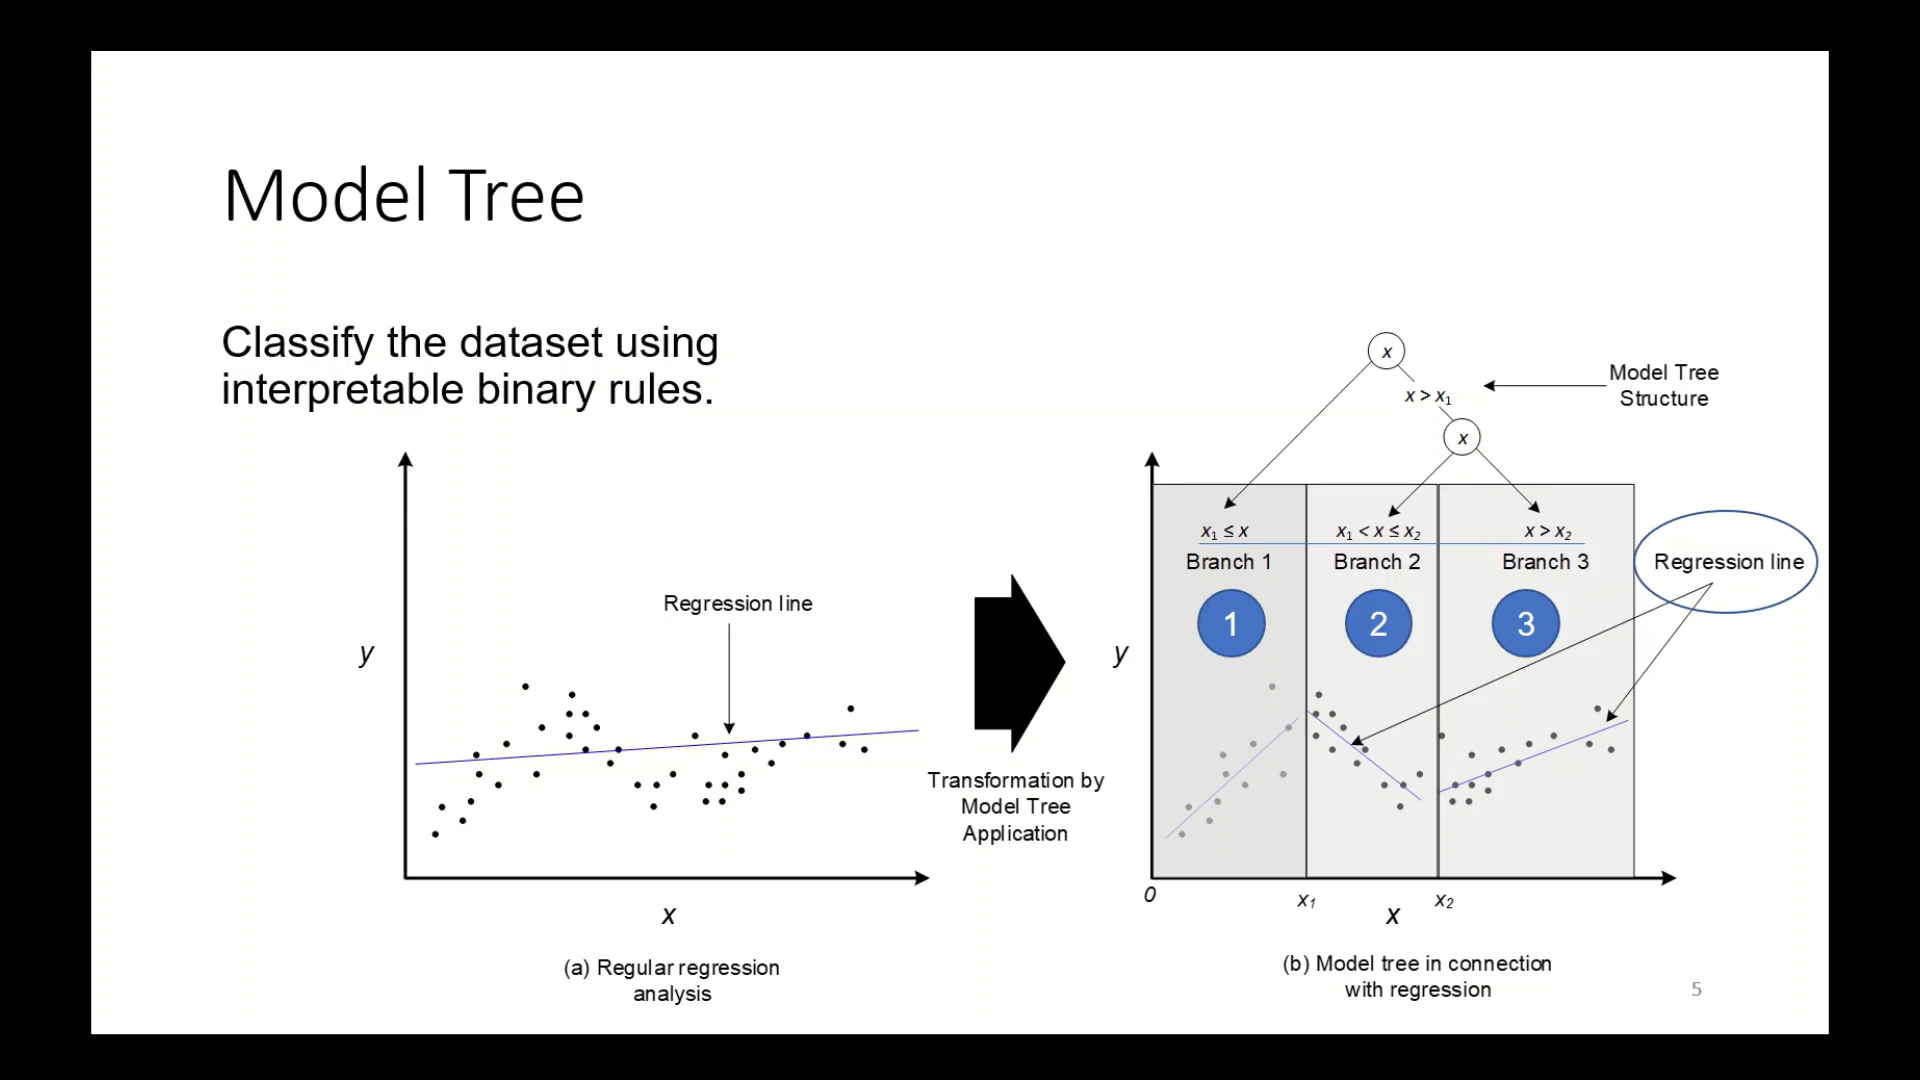 Model Tree
Classify the dataset using
interpretable binary rules.
y
Regression line
x
(a) Regular regression
analysis
Transformation by
Model Tree
Application
x
x > x₁
x
Model Tree
Structure
x₁ ≤ x
x₁ < x ≤ x₂
x > x₂
Branch 1
Branch 2
Branch 3
Regression line
1
2
3
y
0
x₁
x₂
x
(b) Model tree in connection
with regression
5